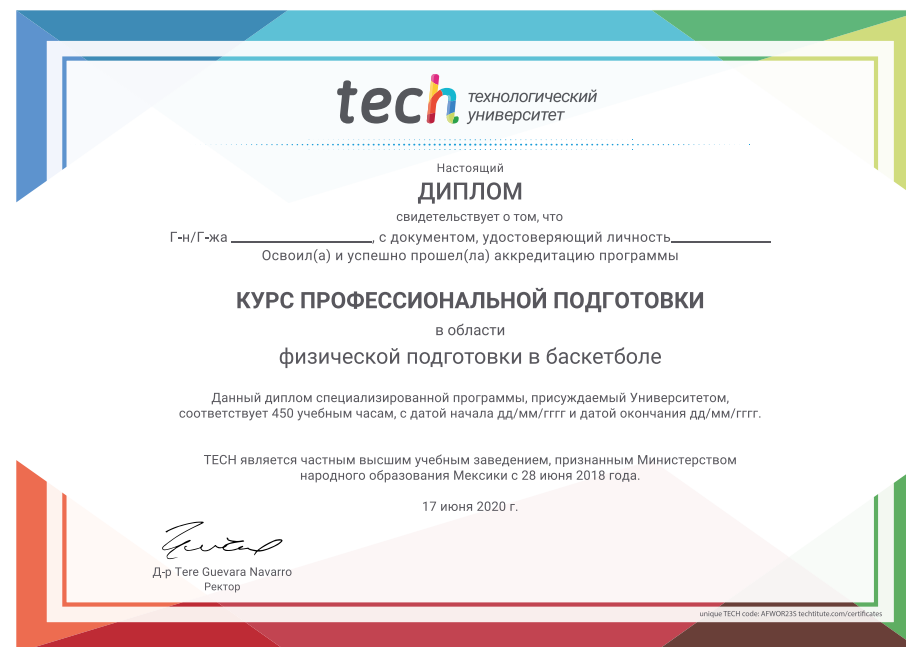 tech технологический
университет
Настоящий
ДИПЛОМ
свидетельствует о том, что
Г-н/Г-жа ____________________, с документом, удостоверяющий личность______________
Освоил(а) и успешно прошел(ла) аккредитацию программы
КУРС ПРОФЕССИОНАЛЬНОЙ ПОДГОТОВКИ
в области
физической подготовки в баскетболе
Данный диплом специализированной программы, присуждаемый Университетом,
соответствует 450 учебным часам, с датой начала дд/мм/гггг и датой окончания дд/мм/гггг.
TECH является частным высшим учебным заведением, признанным Министерством
народного образования Мексики с 28 июня 2018 года.
17 июня 2020 г.
Д-р Tere Guevara Navarro
Ректор
unique TECH code: AFWOR23S techtitute.com/certificates